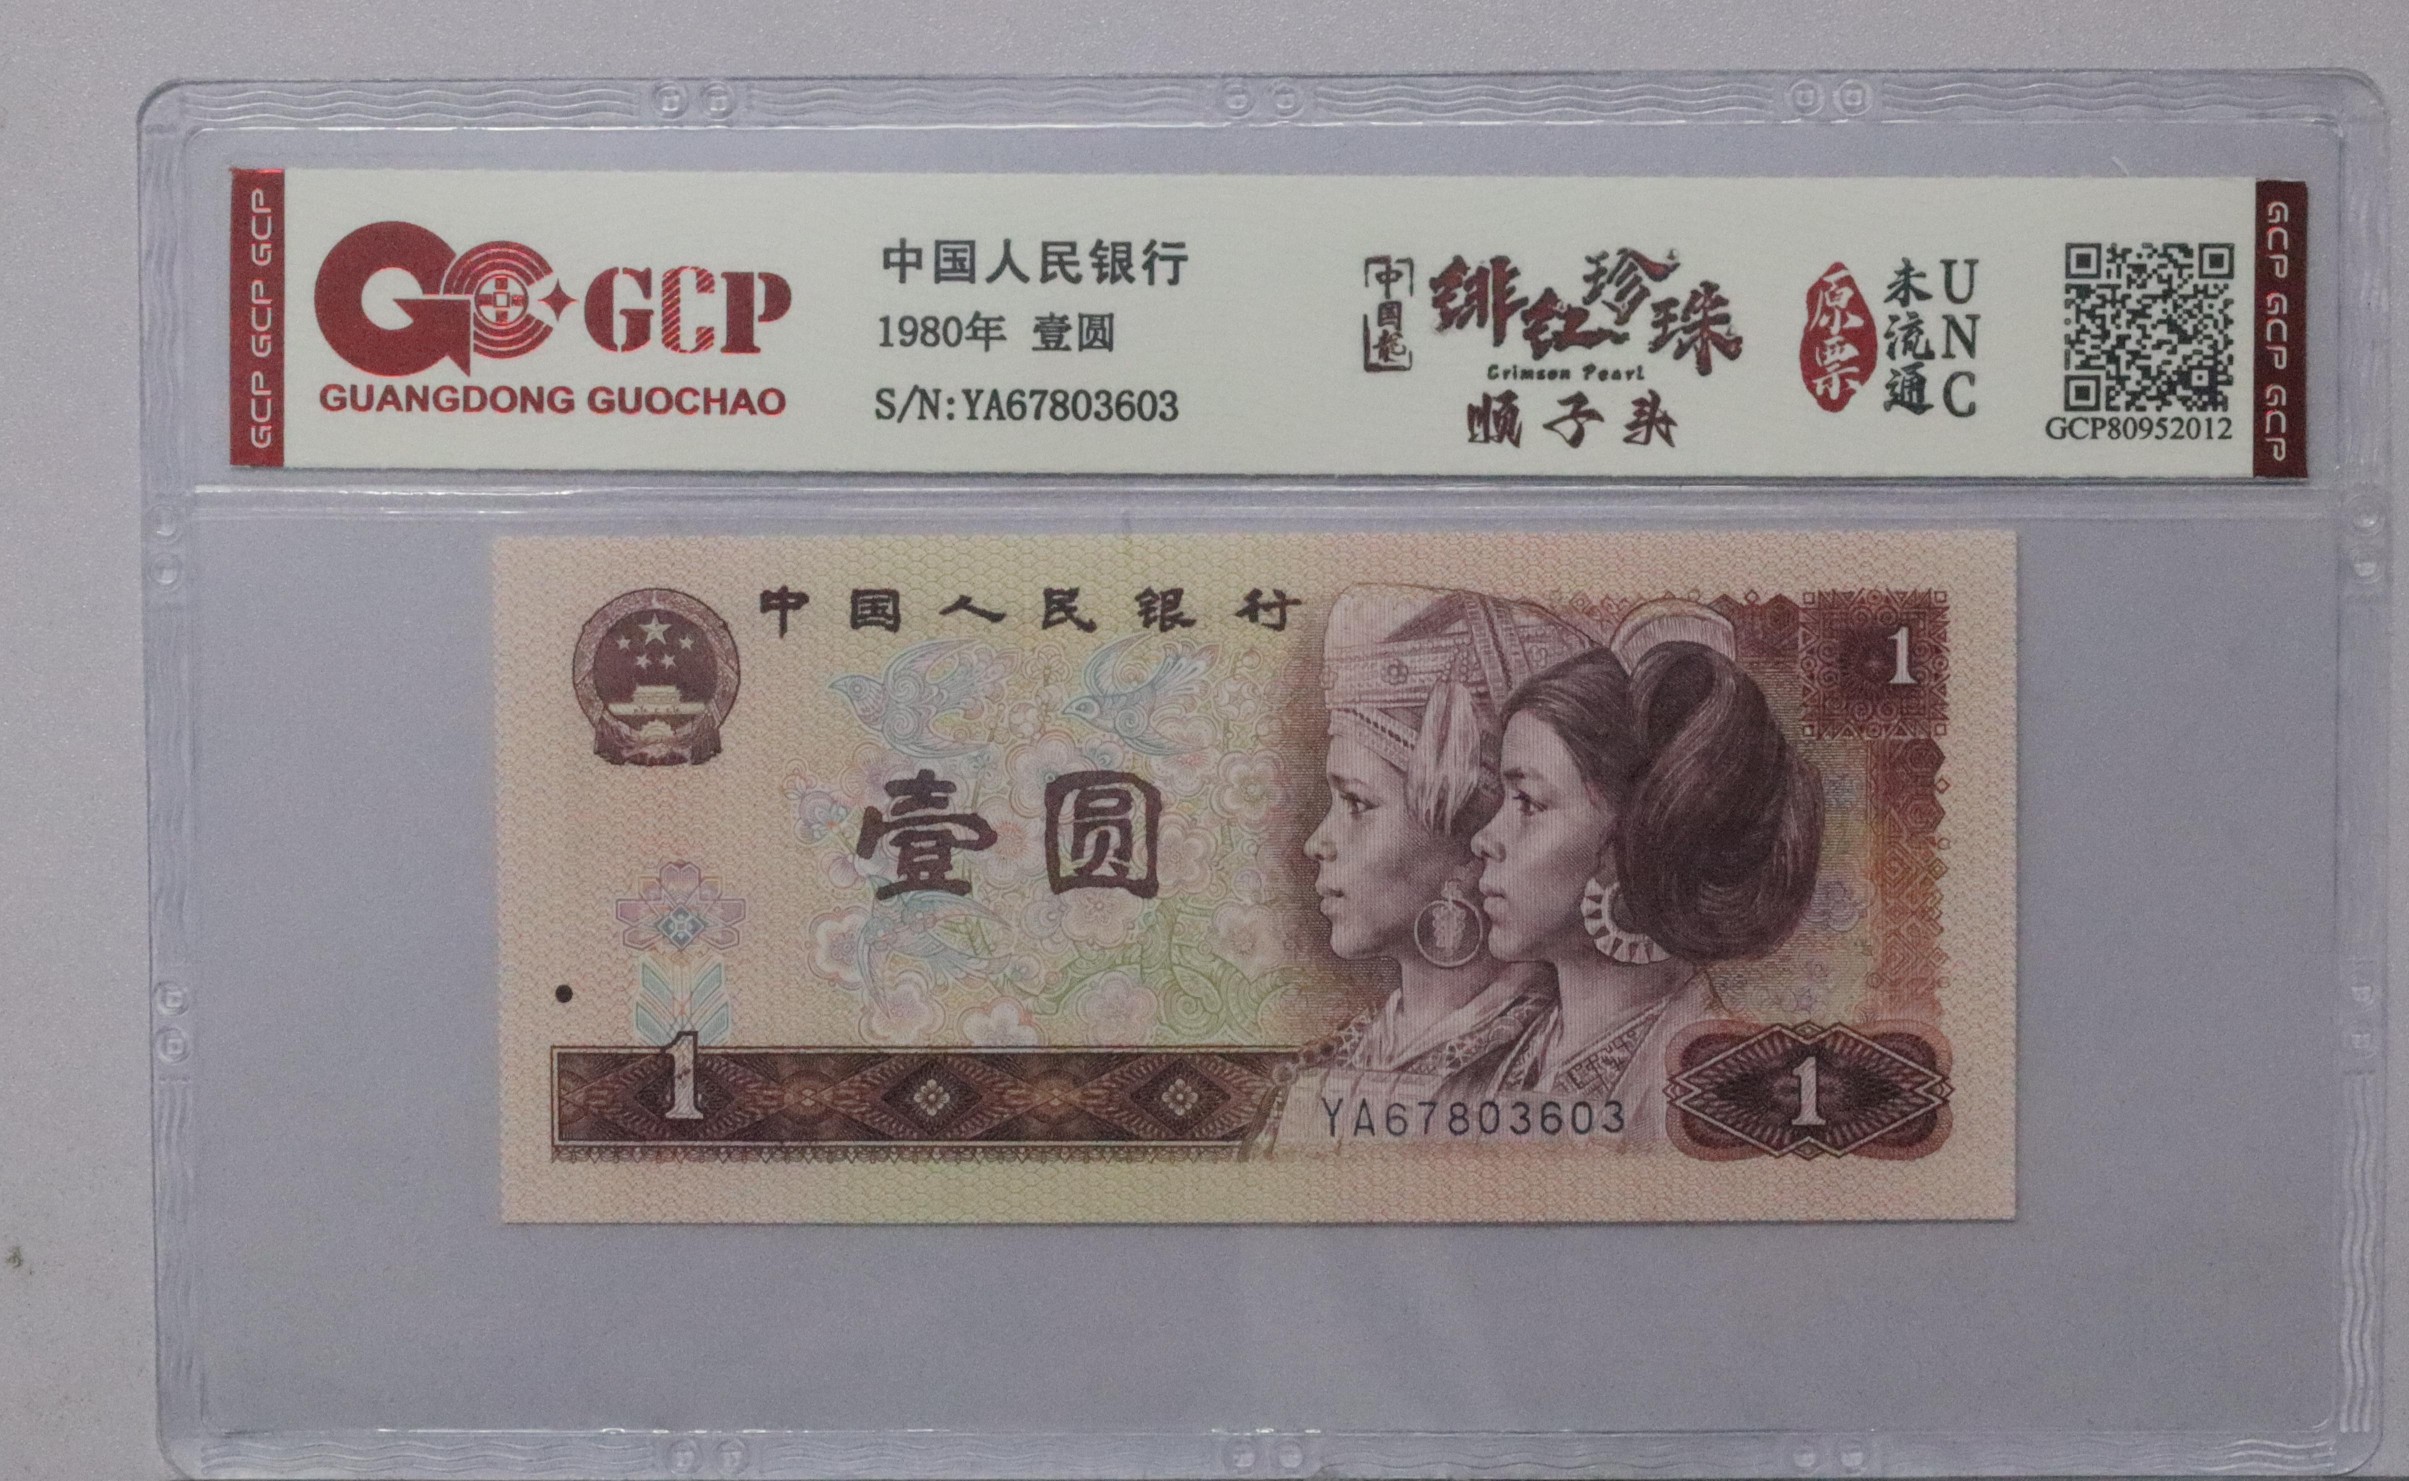 GCP GCP GCP
GCP
GUANGDONG GUOCHAO
中国人民银行
1980年 壹圆
S/N:YA67803603
中国龙
绯红珍珠
Crimson Pearl
顺子头
原票
未流通
UNC
GCP80952012
GCP GCP GCP
中国人民银行
1
壹圆
1
YA67803603
1